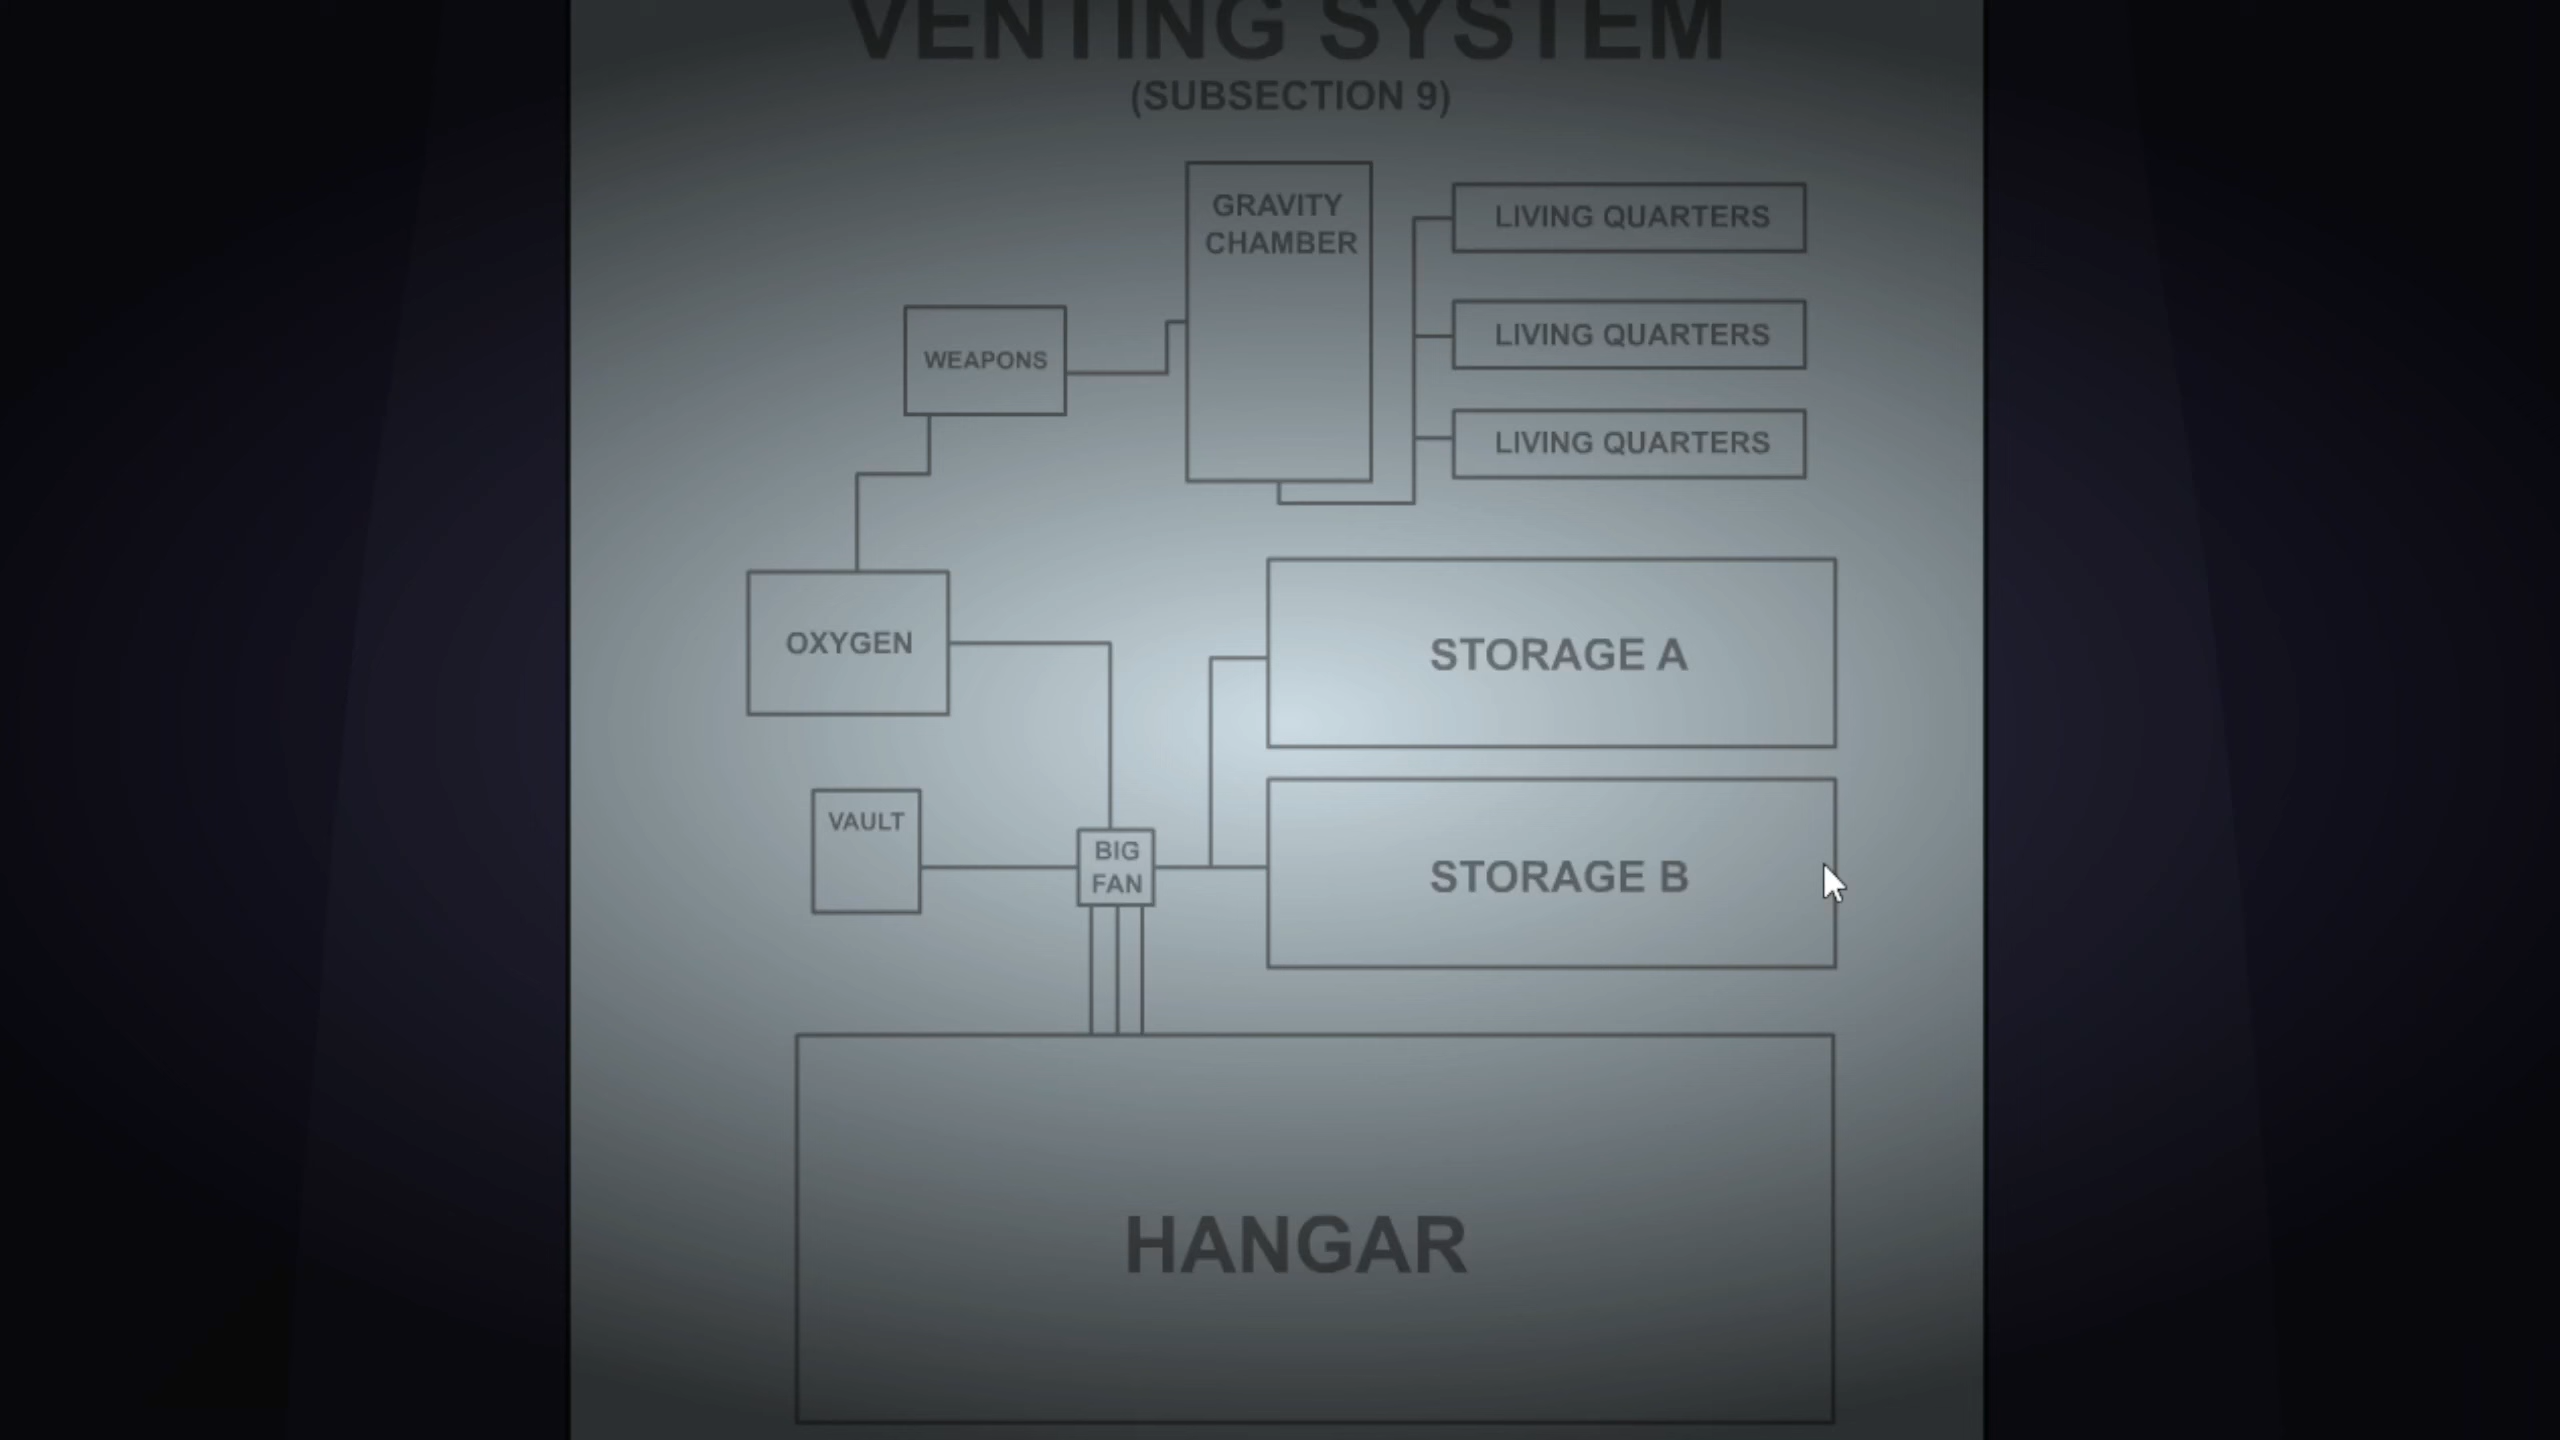 VENTING SYSTEM
(SUBSECTION 9)
GRAVITY
CHAMBER
LIVING QUARTERS
LIVING QUARTERS
WEAPONS
LIVING QUARTERS
OXYGEN
STORAGE A
VAULT
BIG
FAN
STORAGE B
HANGAR